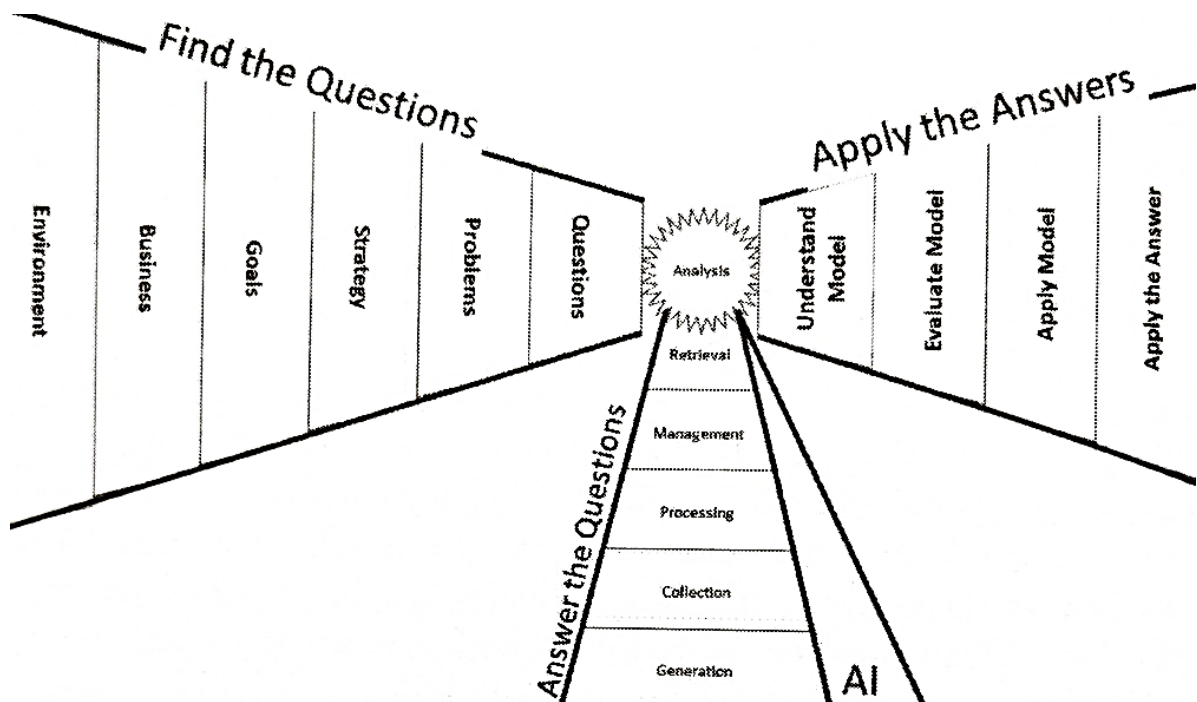 Find the Questions
Environment
Business
Goals
Strategy
Problems
Questions
Analysis
Apply the Answers
Understand
Model
Evaluate Model
Apply Model
Apply the Answer
Answer the Questions
Retrieval
Management
Processing
Collection
Generation
AI